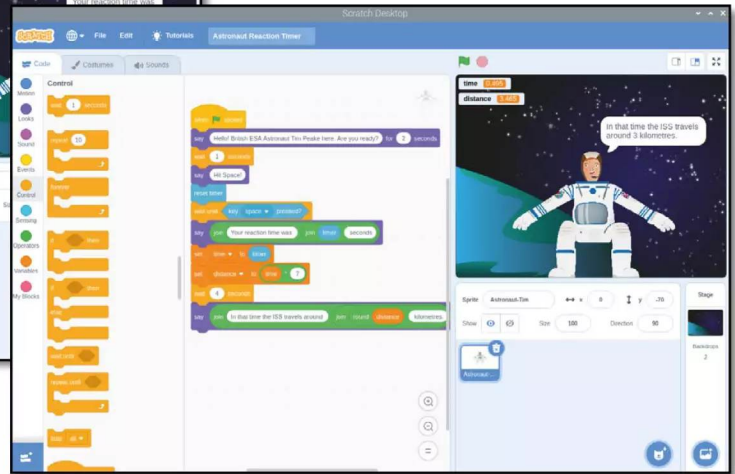 Your reaction time was
Scratch Desktop
SCRATCH
File Edit Tutorials Astronaut Reaction Timer
Code Costumes Sounds
Motion
Looks
Sound
Events
Control
Sensing
Operators
Variables
My Blocks
Control
wait 1 seconds
repeat 10
forever
if then
if then
else
wait until
repeat until
stop all
when clicked
say Hello! British ESA Astronaut Tim Peake here. Are you ready? for 2 seconds
wait seconds
say Hit Space!
reset timer
wait until key space pressed?
say join Your reaction time was join timer seconds
set time to timer
set distance to time * 7
wait 4 seconds
say join In that time the ISS travels around join round distance kilometres
time
distance
In that time the ISS travels
around 3 kilometres.
Sprite Astronaut-Tim x 0 y -70
Show Size 100 Direction 90
Astronaut-...
Stage
Backdrops
2